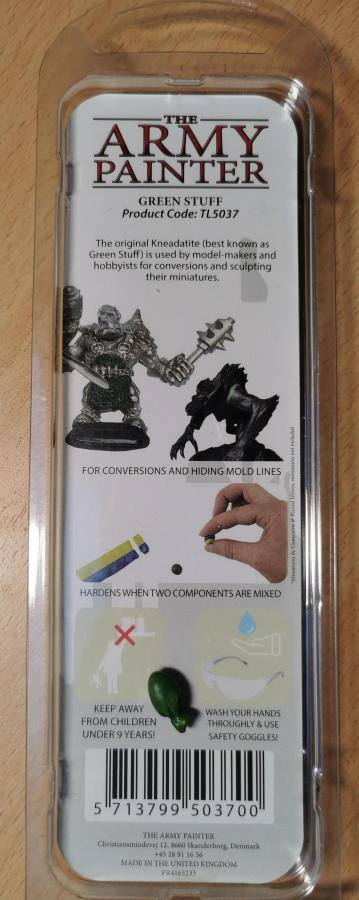 THE
ARMY
PAINTER
GREEN STUFF
Product Code: TL5037
The original Kneadatite (best known as
Green Stuff) is used by model-makers and
hobbyists for conversions and sculpting
their miniatures.
FOR CONVERSIONS AND HIDING MOLD LINES
HARDENS WHEN TWO COMPONENTS ARE MIXED
KEEP AWAY
FROM CHILDREN
UNDER 9 YEARS!
WASH YOUR HANDS
THROUGHLY & USE
SAFETY GOGGLES!
5 713799 503700
THE ARMY PAINTER
Christiansmindevej 12, 8660 Skanderborg, Denmark
+45 28 91 16 56
MADE IN THE UNITED KINGDOM